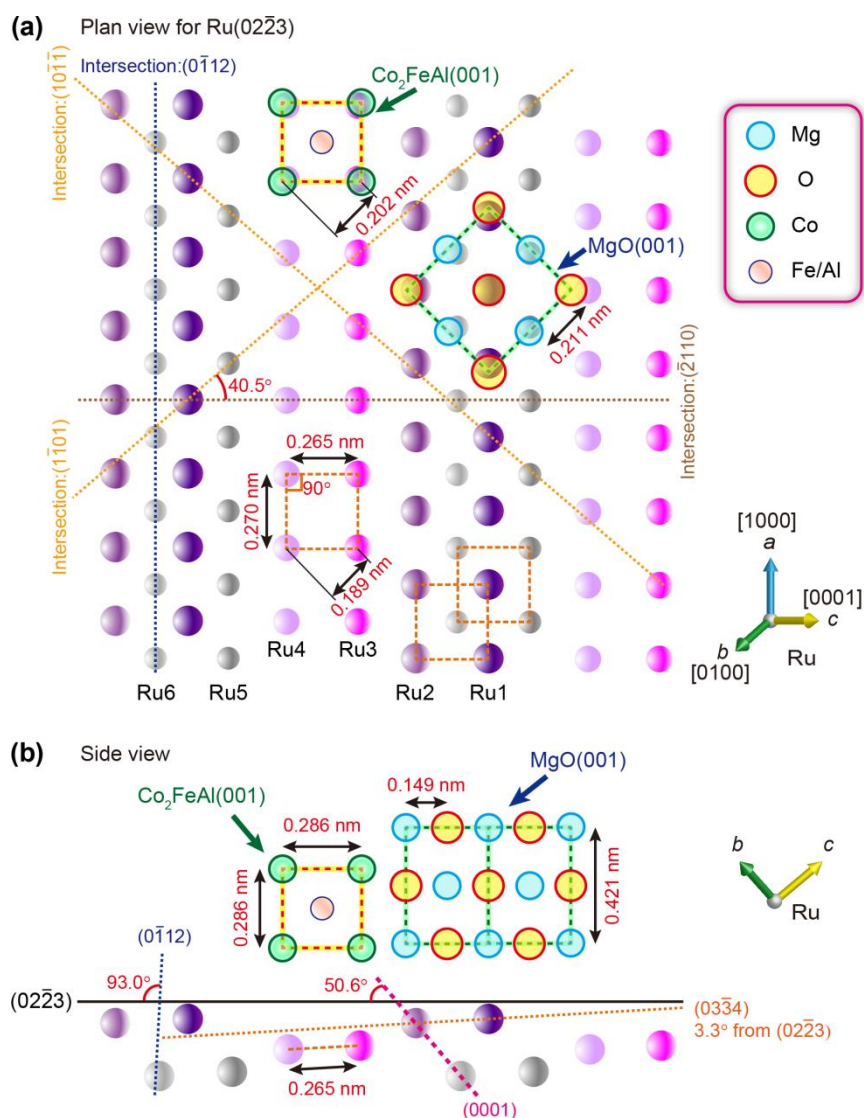 (a) Plan view for Ru(022̄3)
Intersection:(101̄1̄)
Intersection:(01̄12)
Co₂FeAl(001)
0.202 nm
MgO(001)
0.211 nm
Mg
O
Co
Fe/Al
40.5°
Intersection:(1̄101)
Intersection:(2̄110)
0.265 nm
90°
0.270 nm
0.189 nm
Ru6 Ru5 Ru4 Ru3 Ru2 Ru1
[1000]
a
[0001]
c
b
[0100]
Ru
(b) Side view
Co₂FeAl(001)
0.149 nm
MgO(001)
0.286 nm
0.286 nm
0.421 nm
b c
Ru
(01̄12)
93.0°
50.6°
(022̄3)
(033̄4)
3.3° from (022̄3)
0.265 nm
(0001)